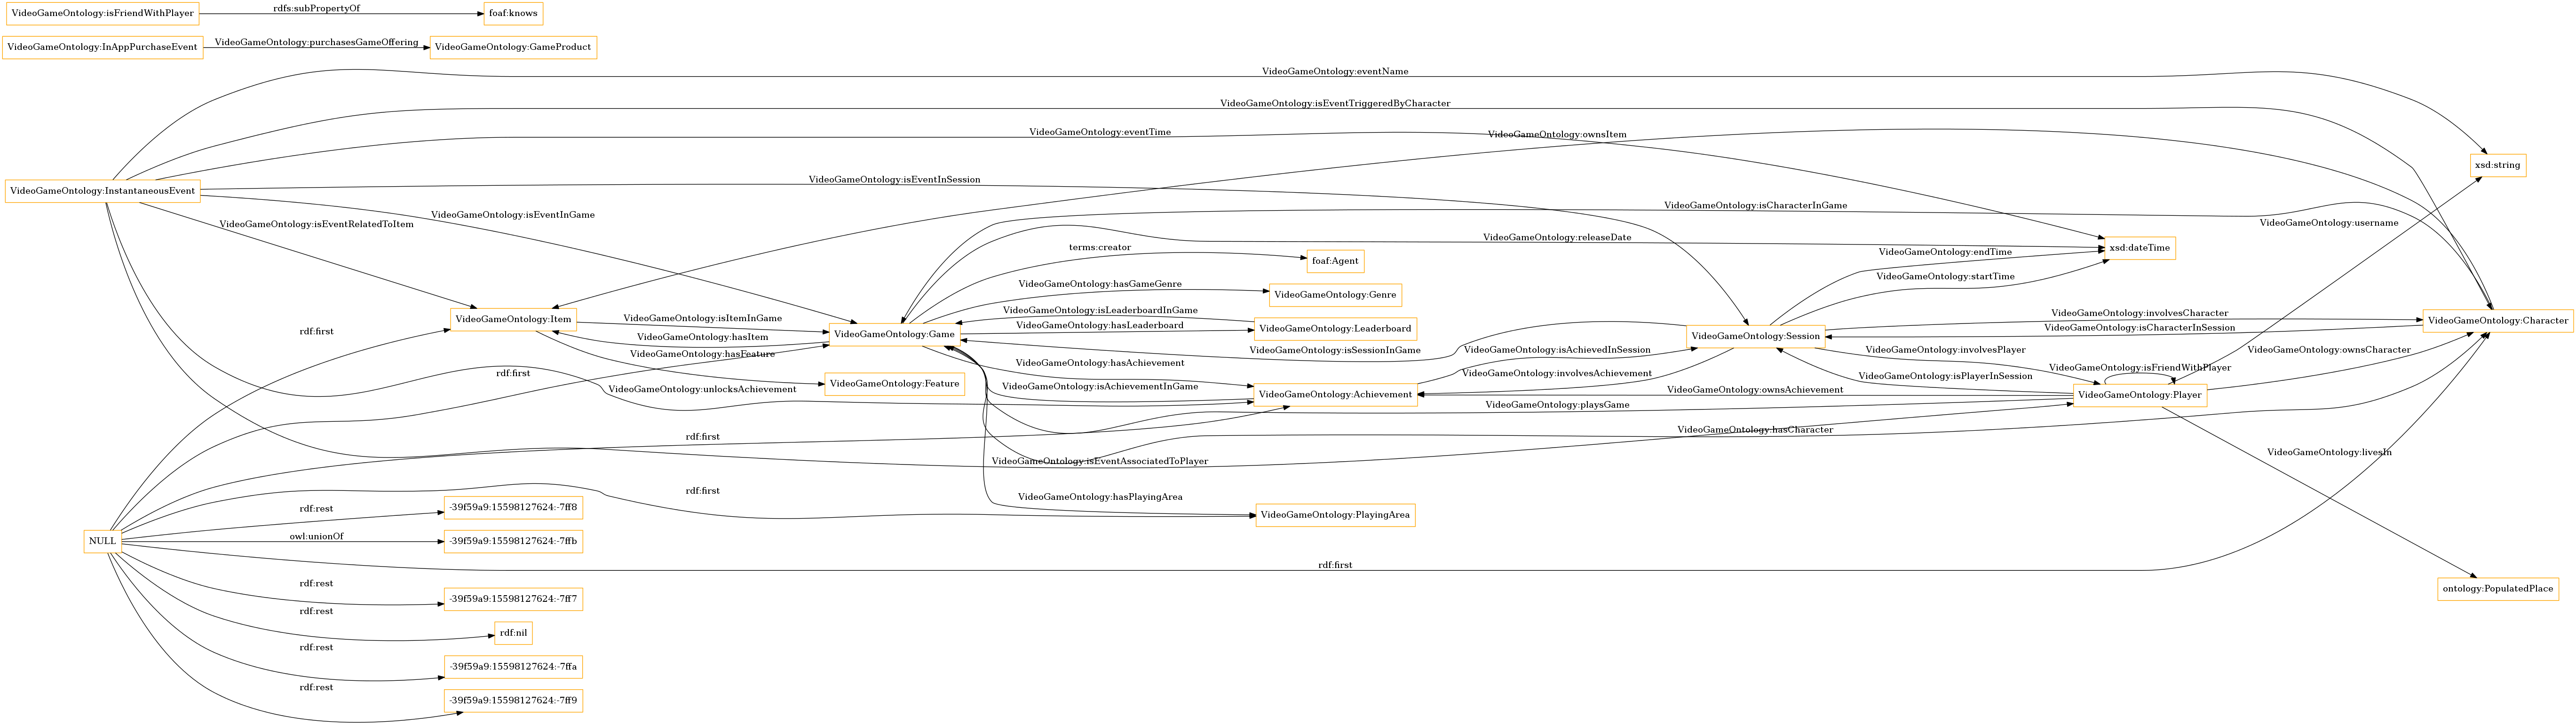 VideoGameOntology:isFriendWithPlayer
rdfs:subPropertyOf
foaf:knows
VideoGameOntology:InAppPurchaseEvent
VideoGameOntology:purchasesGameOffering
VideoGameOntology:GameProduct
VideoGameOntology:eventName
VideoGameOntology:isEventTriggeredByCharacter
VideoGameOntology:eventTime
VideoGameOntology:ownsItem
xsd:string
VideoGameOntology:InstantaneousEvent
VideoGameOntology:isEventInSession
VideoGameOntology:isEventInGame
VideoGameOntology:isEventRelatedToItem
VideoGameOntology:isCharacterInGame
VideoGameOntology:username
VideoGameOntology:releaseDate
terms:creator
xsd:dateTime
foaf:Agent
VideoGameOntology:endTime
VideoGameOntology:startTime
VideoGameOntology:hasGameGenre
VideoGameOntology:Genre
VideoGameOntology:Item
VideoGameOntology:isItemInGame
VideoGameOntology:isLeaderboardInGame
VideoGameOntology:involvesCharacter
VideoGameOntology:Character
rdf:first
VideoGameOntology:hasItem
VideoGameOntology:Game
VideoGameOntology:hasLeaderboard
VideoGameOntology:Leaderboard
VideoGameOntology:Session
VideoGameOntology:isCharacterInSession
VideoGameOntology:hasFeature
VideoGameOntology:isSessionInGame
VideoGameOntology:isAchievedInSession
VideoGameOntology:involvesPlayer
VideoGameOntology:ownsCharacter
VideoGameOntology:hasAchievement
VideoGameOntology:isFriendWithPlayer
rdf:first
VideoGameOntology:involvesAchievement
VideoGameOntology:isPlayerInSession
VideoGameOntology:Feature
VideoGameOntology:unlocksAchievement
VideoGameOntology:isAchievementInGame
VideoGameOntology:Achievement
VideoGameOntology:ownsAchievement
VideoGameOntology:Player
VideoGameOntology:playsGame
VideoGameOntology:hasCharacter
rdf:first
VideoGameOntology:isEventAssociatedToPlayer
VideoGameOntology:livesIn
rdf:first
VideoGameOntology:hasPlayingArea
rdf:rest
-39f59a9:15598127624:-7ff8
VideoGameOntology:PlayingArea
NULL
owl:unionOf
-39f59a9:15598127624:-7ffb
rdf:first
rdf:rest
-39f59a9:15598127624:-7ff7
ontology:PopulatedPlace
rdf:rest
rdf:nil
rdf:rest
-39f59a9:15598127624:-7ffa
rdf:rest
-39f59a9:15598127624:-7ff9